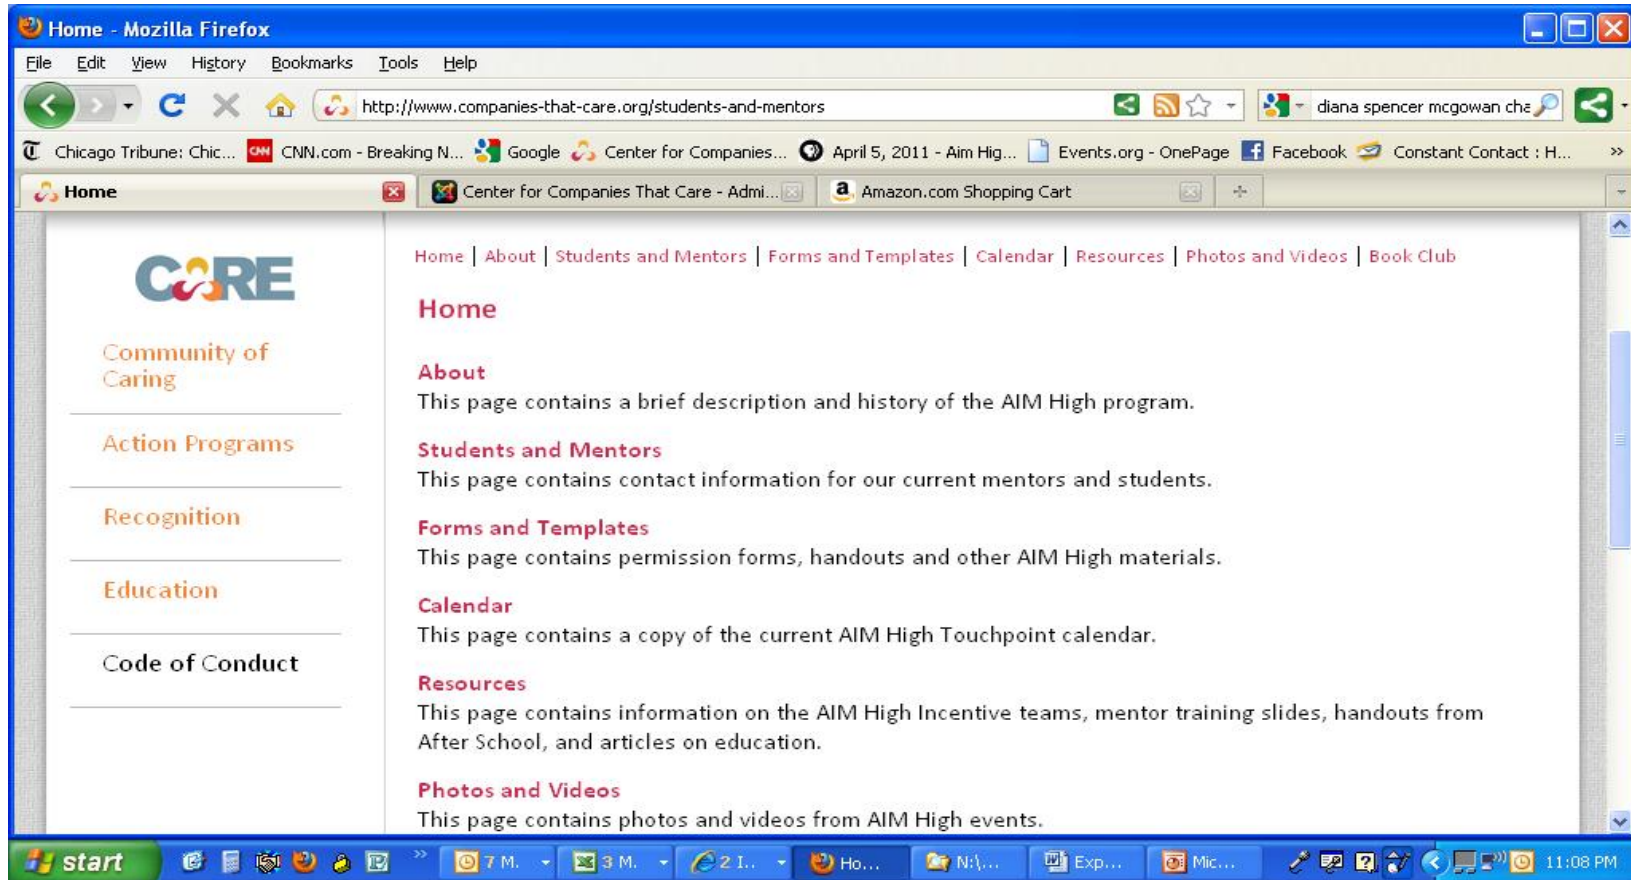 Home - Mozilla Firefox
File Edit View History Bookmarks Tools Help
http://www.companies-that-care.org/students-and-mentors diana spencer mcgowan cha
Chicago Tribune: Chic... CNN.com - Breaking N... Google Center for Companies... April 5, 2011 - Aim Hig... Events.org - OnePage Facebook Constant Contact : H... »
Home Center for Companies That Care - Admi... Amazon.com Shopping Cart
CARE
Community of
Caring
Action Programs
Recognition
Education
Code of Conduct
Home | About | Students and Mentors | Forms and Templates | Calendar | Resources | Photos and Videos | Book Club
Home
About
This page contains a brief description and history of the AIM High program.
Students and Mentors
This page contains contact information for our current mentors and students.
Forms and Templates
This page contains permission forms, handouts and other AIM High materials.
Calendar
This page contains a copy of the current AIM High Touchpoint calendar.
Resources
This page contains information on the AIM High Incentive teams, mentor training slides, handouts from
After School, and articles on education.
Photos and Videos
This page contains photos and videos from AIM High events.
start » 7 M. 3 M. 2 I.. Ho... N:\... Exp... Mic... 11:08 PM